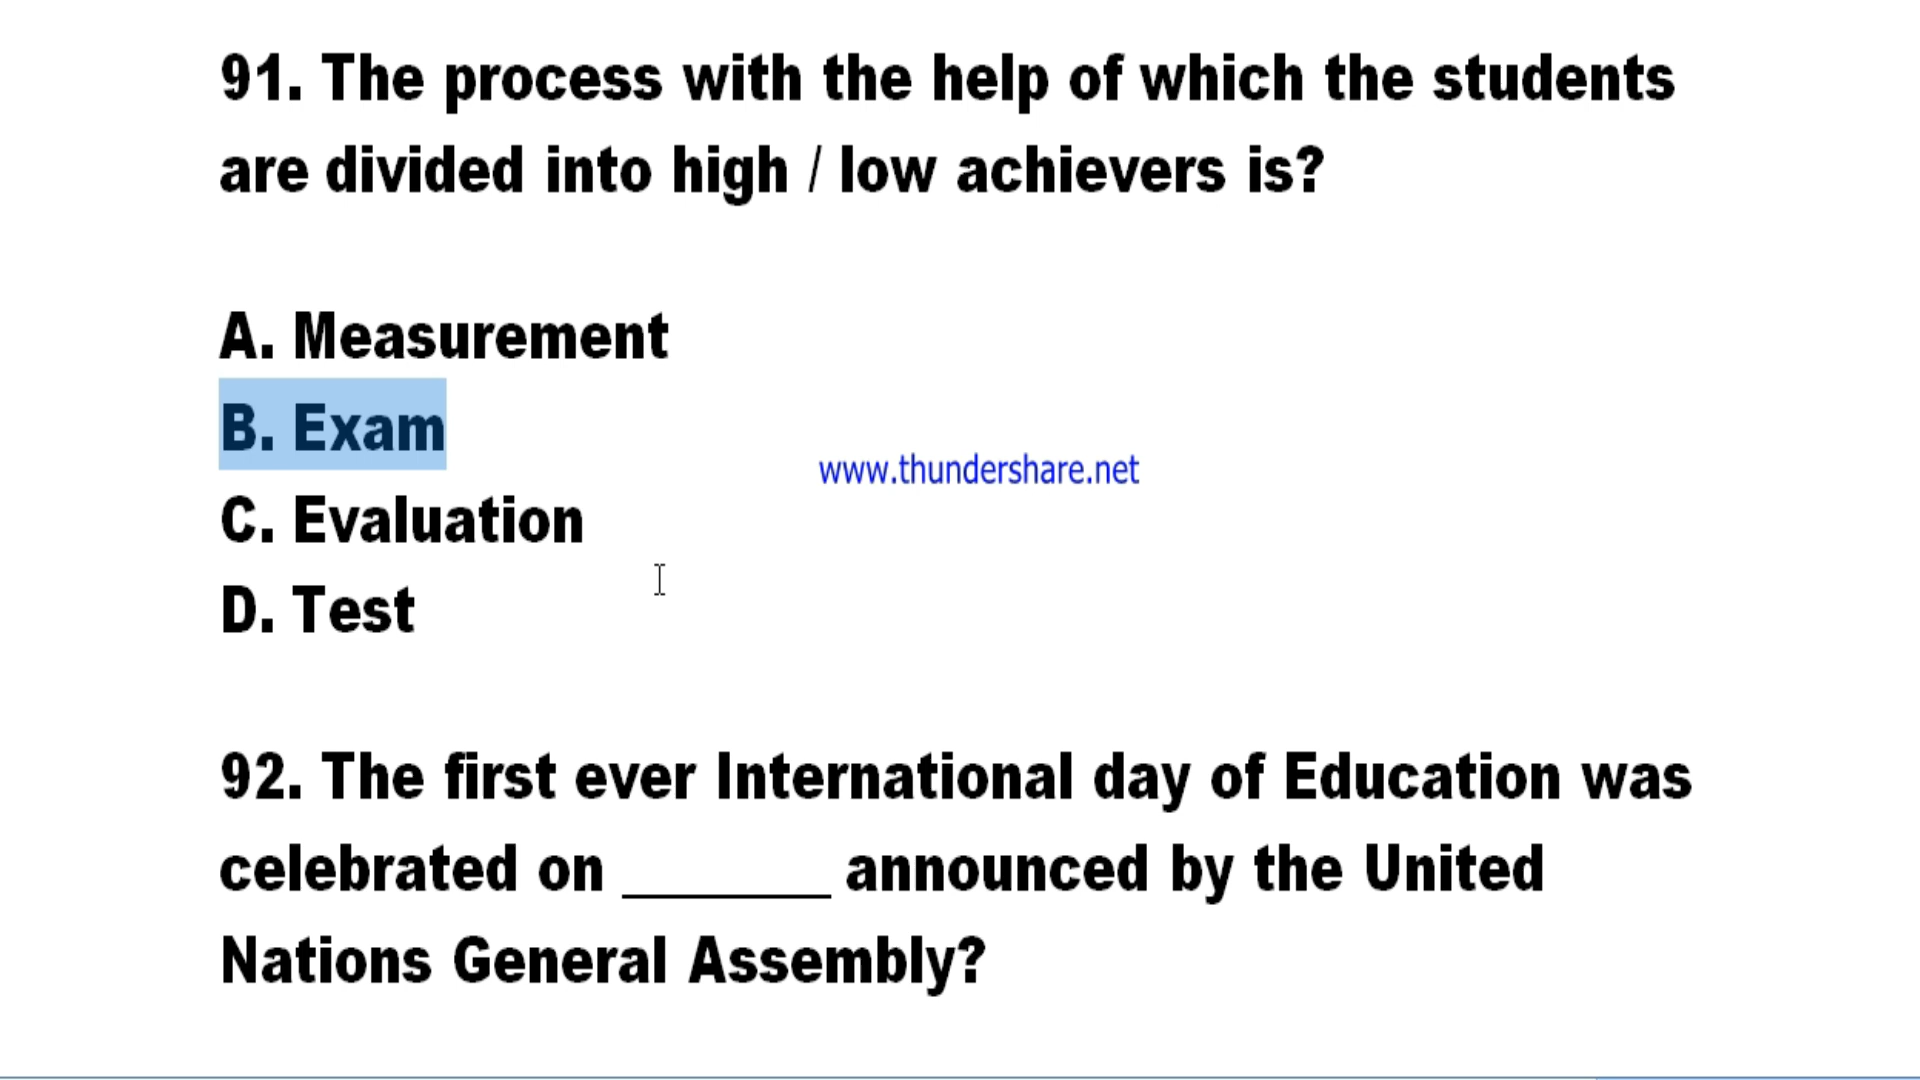 91. The process with the help of which the students
are divided into high / low achievers is?
A. Measurement
B. Exam
www.thundershare.net
C. Evaluation
D. Test
92. The first ever International day of Education was
celebrated on _______ announced by the United
Nations General Assembly?